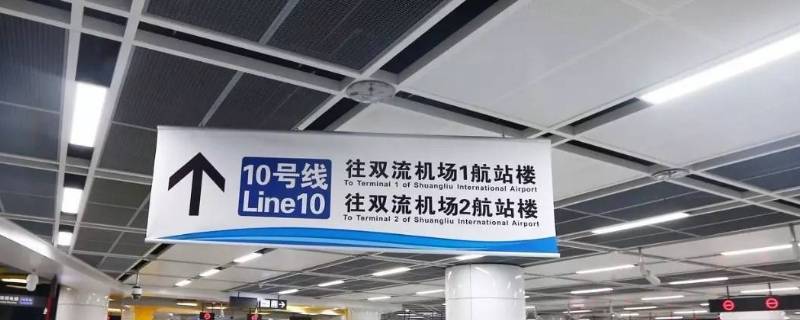 10号线
Line10
往双流机场1航站楼
To Terminal 1 of Shuangliu International Airport
往双流机场2航站楼
To Terminal 2 of Shuangliu International Airport